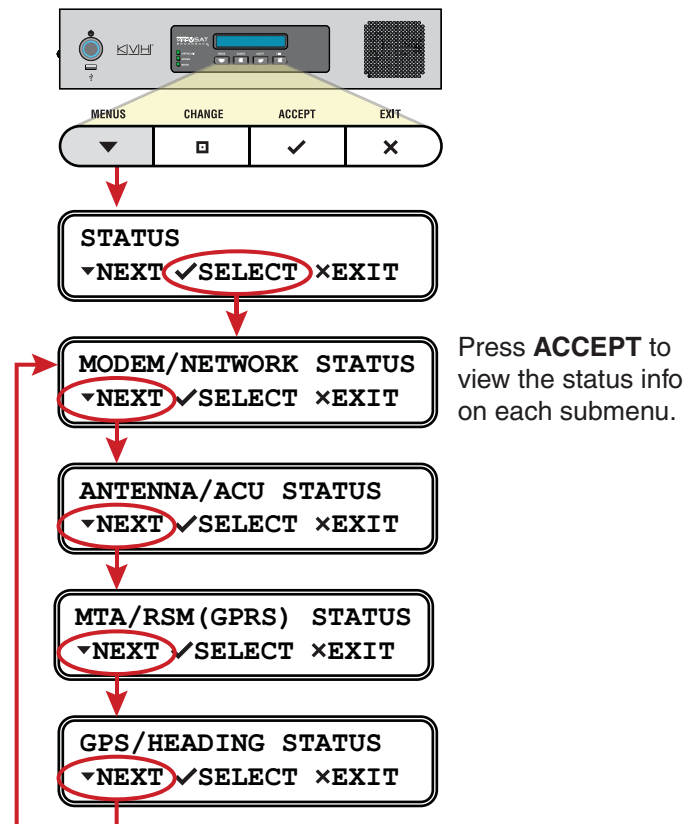 KVH
MENUS CHANGE ACCEPT EXIT
STATUS
NEXT ✓SELECT ×EXIT
MODEM/NETWORK STATUS
NEXT ✓SELECT ×EXIT
Press ACCEPT to
view the status info
on each submenu.
ANTENNA/ACU STATUS
NEXT ✓SELECT ×EXIT
MTA/RSM(GPRS) STATUS
NEXT ✓SELECT ×EXIT
GPS/HEADING STATUS
NEXT ✓SELECT ×EXIT